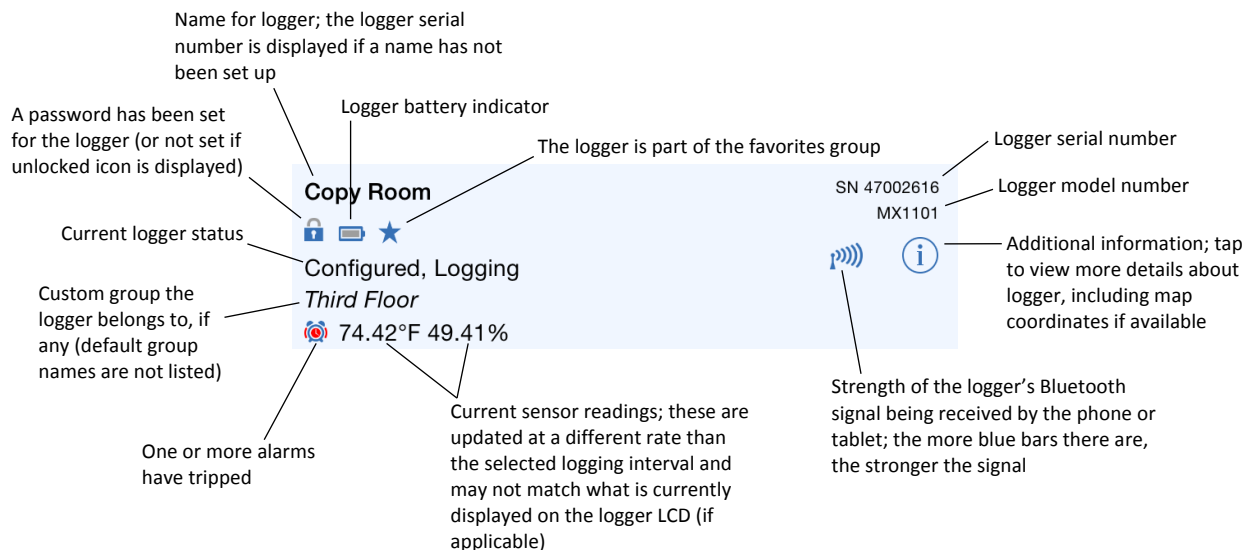 Name for logger; the logger serial
number is displayed if a name has not
been set up
A password has been set
for the logger (or not set if
unlocked icon is displayed)
Logger battery indicator
The logger is part of the favorites group
Logger serial number
Logger model number
Copy Room
SN 47002616
MX1101
Current logger status
Configured, Logging
Additional information; tap
to view more details about
logger, including map
coordinates if available
Custom group the
logger belongs to, if
any (default group
names are not listed)
Third Floor
74.42°F 49.41%
One or more alarms
have tripped
Current sensor readings; these are
updated at a different rate than
the selected logging interval and
may not match what is currently
displayed on the logger LCD (if
applicable)
Strength of the logger’s Bluetooth
signal being received by the phone or
tablet; the more blue bars there are,
the stronger the signal